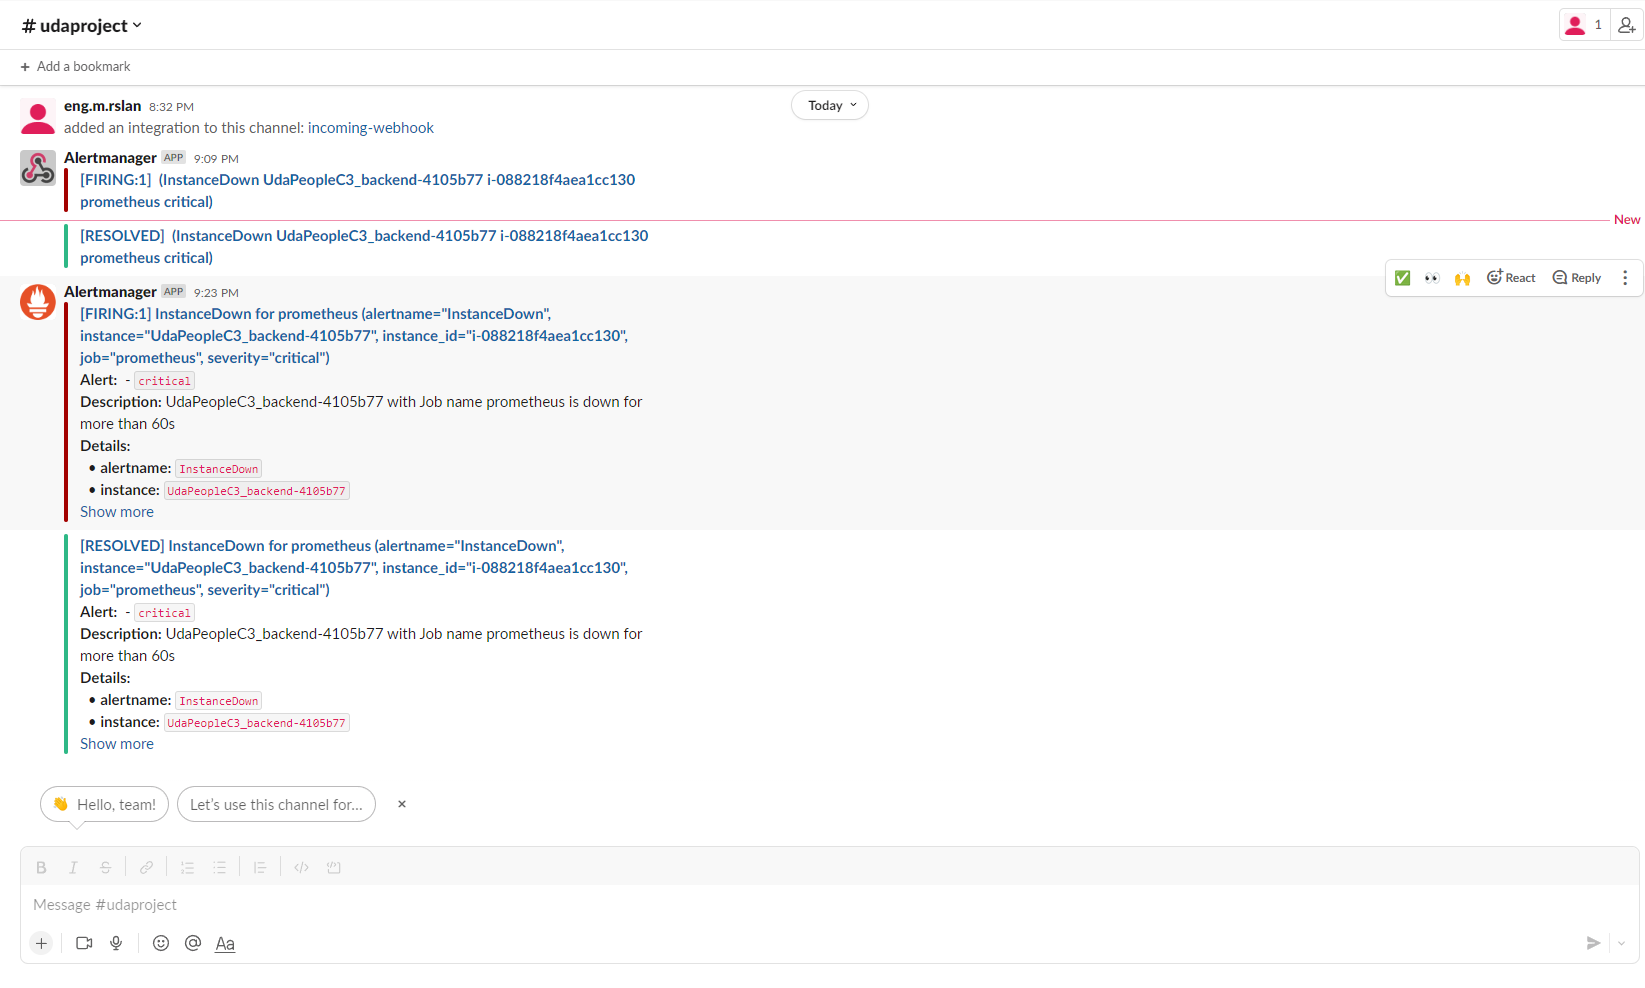 # udaproject
1
+ Add a bookmark
Today
eng.m.rslan 8:32 PM
added an integration to this channel: incoming-webhook
Alertmanager APP 9:09 PM
[FIRING:1] (InstanceDown UdaPeopleC3_backend-4105b77 i-088218f4aea1cc130
prometheus critical)
New
[RESOLVED] (InstanceDown UdaPeopleC3_backend-4105b77 i-088218f4aea1cc130
prometheus critical)
React Reply
Alertmanager APP 9:23 PM
[FIRING:1] InstanceDown for prometheus (alertname="InstanceDown",
instance="UdaPeopleC3_backend-4105b77", instance_id="i-088218f4aea1cc130",
job="prometheus", severity="critical")
Alert: - critical
Description: UdaPeopleC3_backend-4105b77 with Job name prometheus is down for
more than 60s
Details:
• alertname: InstanceDown
• instance: UdaPeopleC3_backend-4105b77
Show more
[RESOLVED] InstanceDown for prometheus (alertname="InstanceDown",
instance="UdaPeopleC3_backend-4105b77", instance_id="i-088218f4aea1cc130",
job="prometheus", severity="critical")
Alert: - critical
Description: UdaPeopleC3_backend-4105b77 with Job name prometheus is down for
more than 60s
Details:
• alertname: InstanceDown
• instance: UdaPeopleC3_backend-4105b77
Show more
👋 Hello, team! Let's use this channel for... ×
B I S </>
Message #udaproject
+ @ Aa